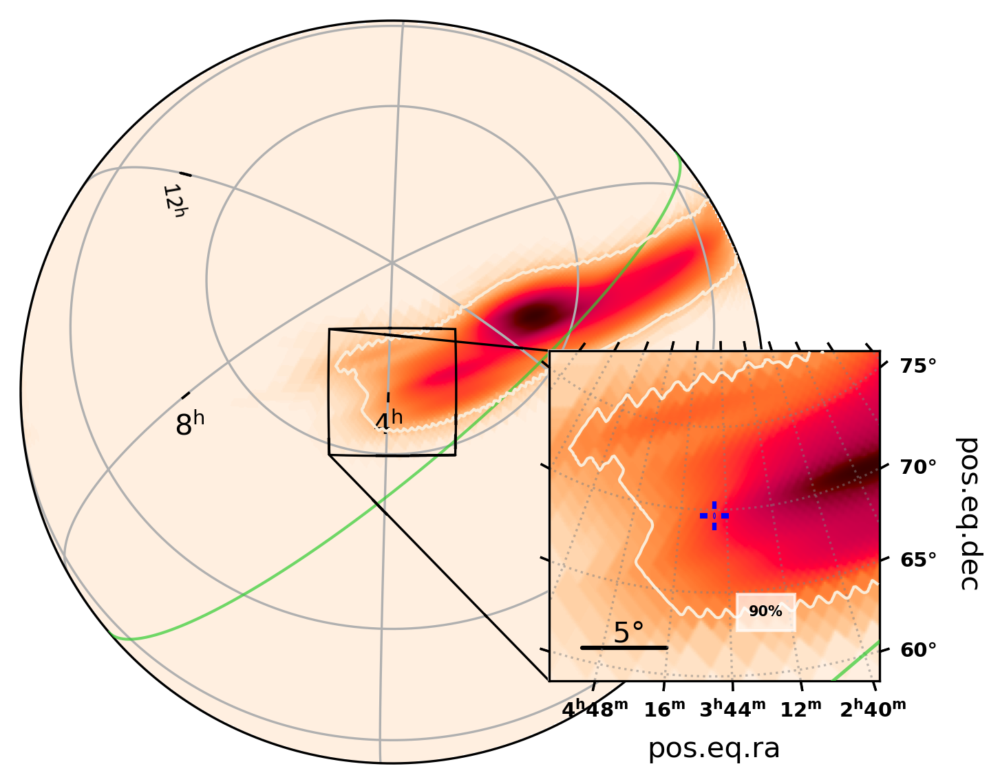 12ʰ
8ʰ
4ʰ
75°
70°
65°
60°
pos.eq.dec
90%
5°
4ʰ48ᵐ 16ᵐ 3ʰ44ᵐ 12ᵐ 2ʰ40ᵐ
pos.eq.ra